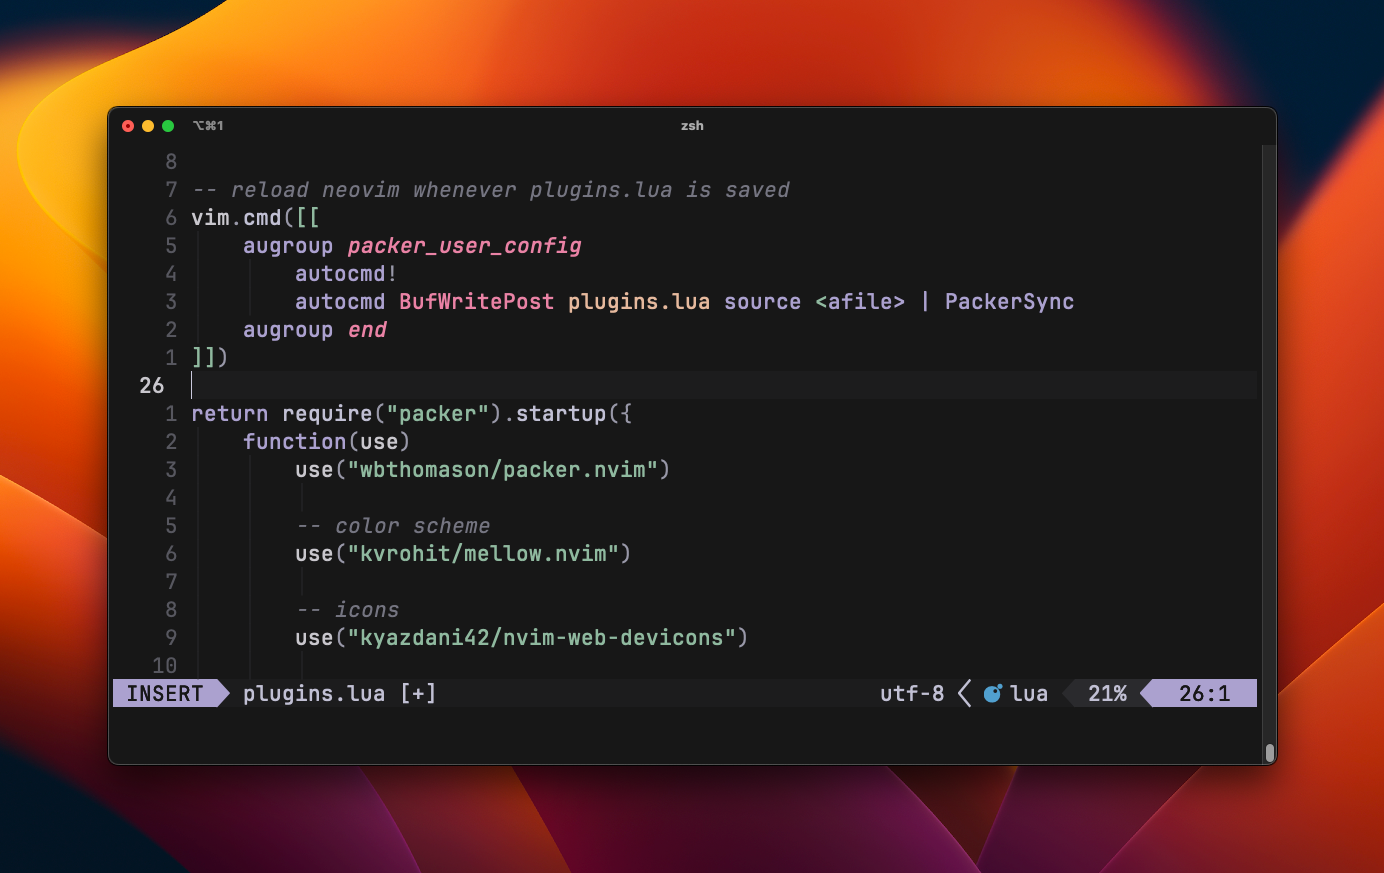 ⌥⌘1 zsh
8
7 -- reload neovim whenever plugins.lua is saved
6 vim.cmd([[
5     augroup packer_user_config
4         autocmd!
3         autocmd BufWritePost plugins.lua source <afile> | PackerSync
2     augroup end
1 ]])
26
1 return require("packer").startup({
2     function(use)
3         use("wbthomason/packer.nvim")
4
5         -- color scheme
6         use("kvrohit/mellow.nvim")
7
8         -- icons
9         use("kyazdani42/nvim-web-devicons")
10
INSERT plugins.lua [+] utf-8 lua 21% 26:1